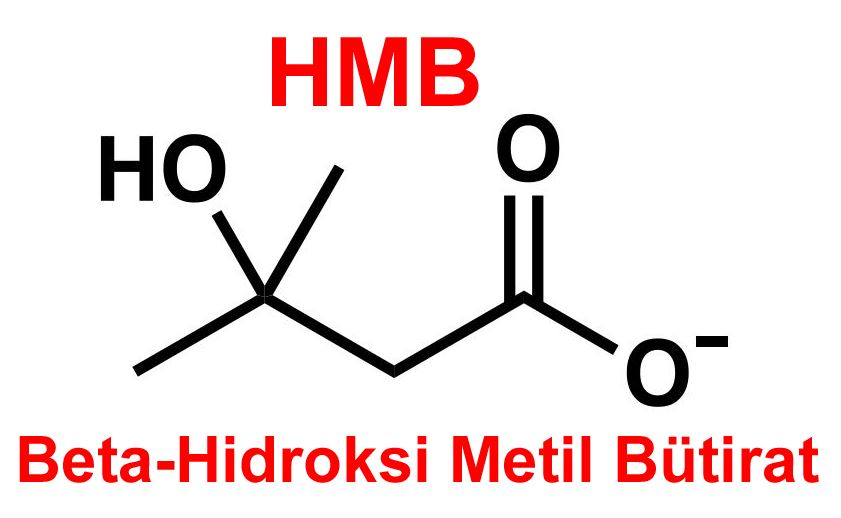 HMB
HO
O
O⁻
Beta-Hidroksi Metil Bütirat